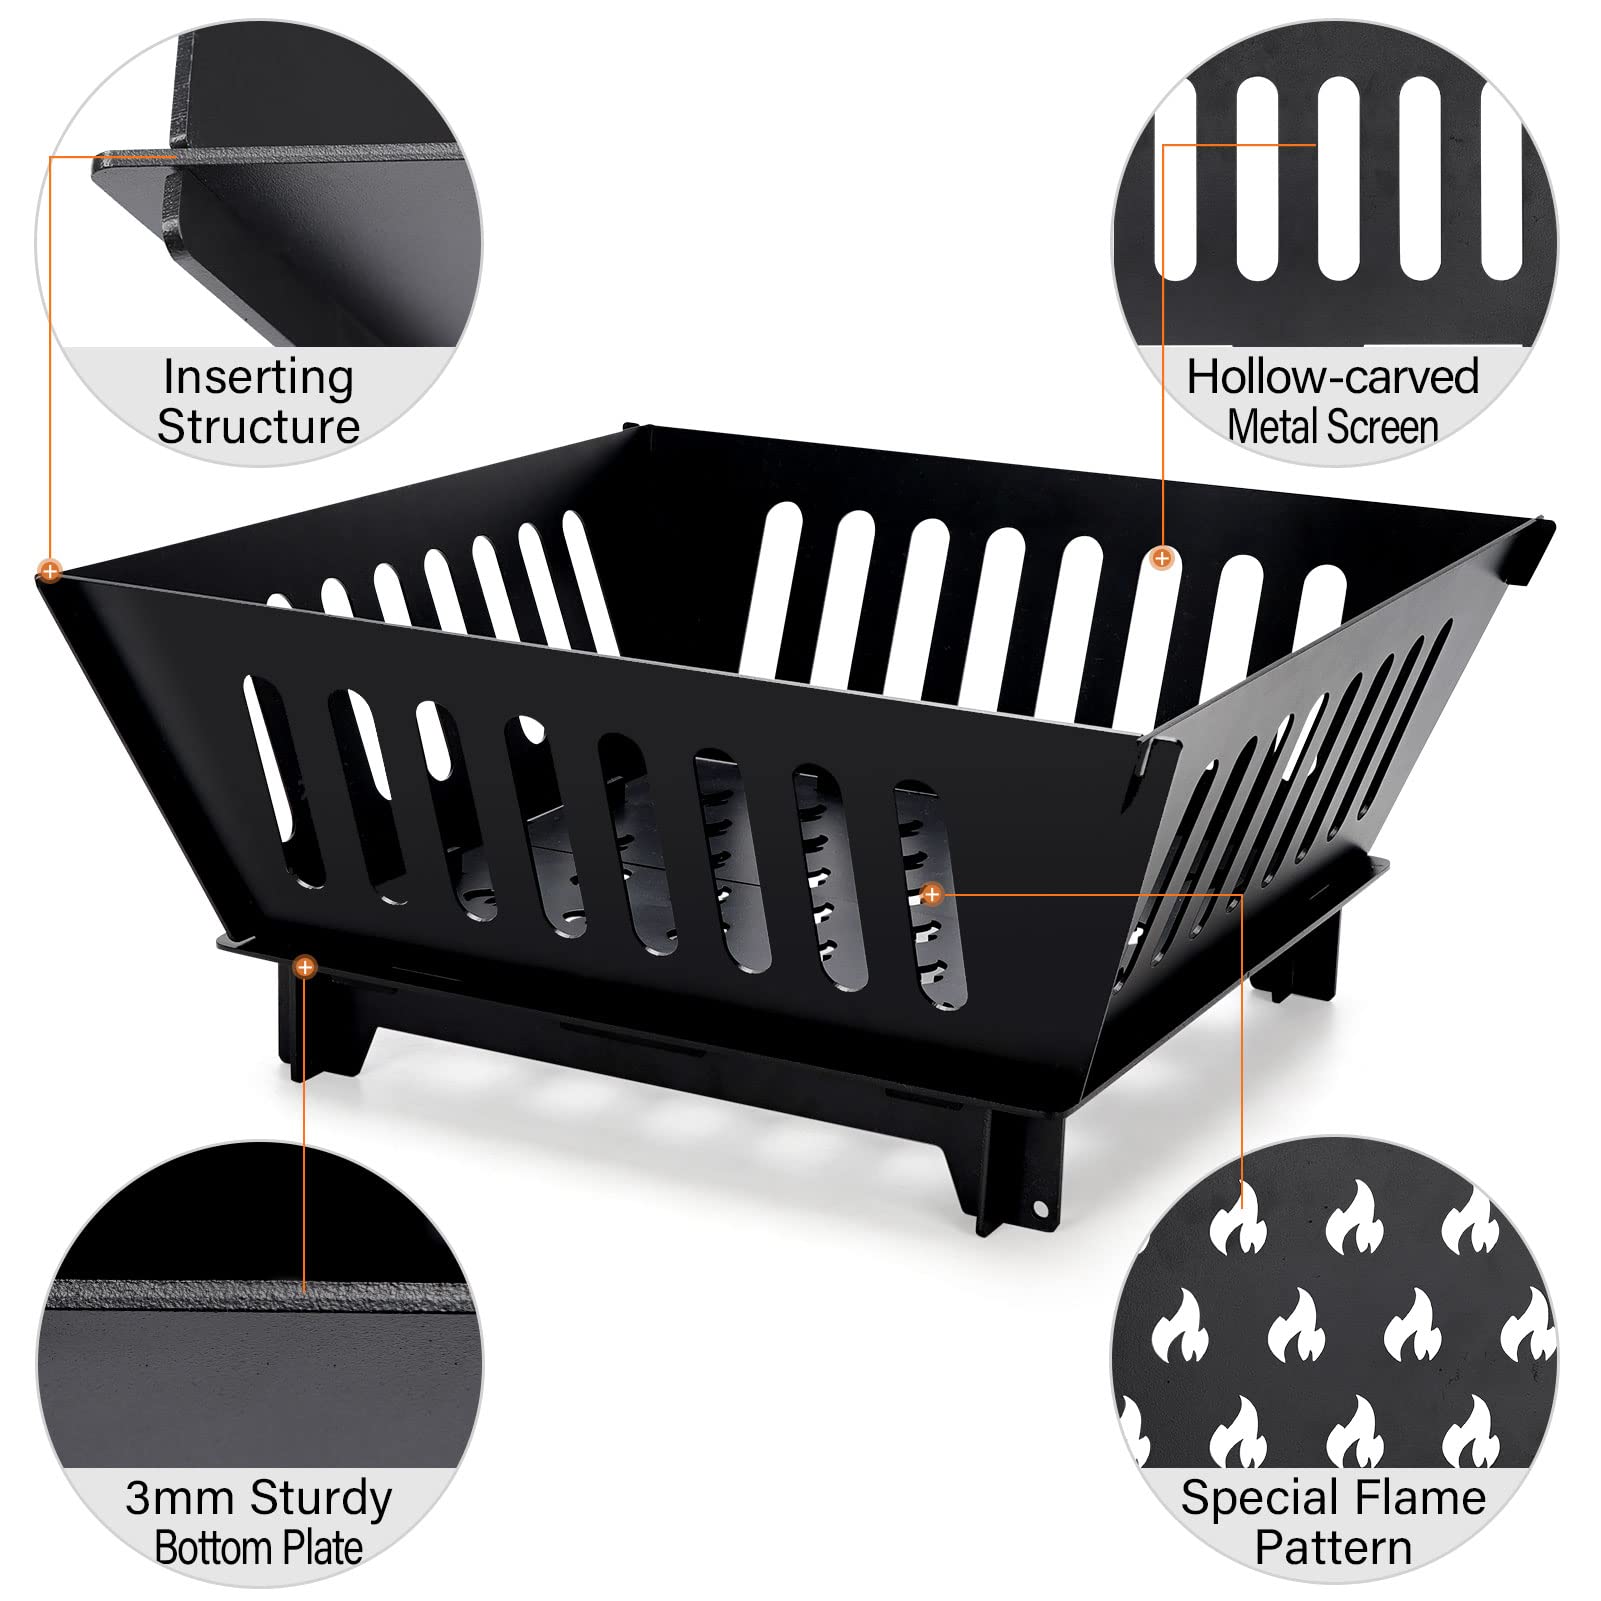 Inserting
Structure
Hollow-carved
Metal Screen
3mm Sturdy
Bottom Plate
Special Flame
Pattern